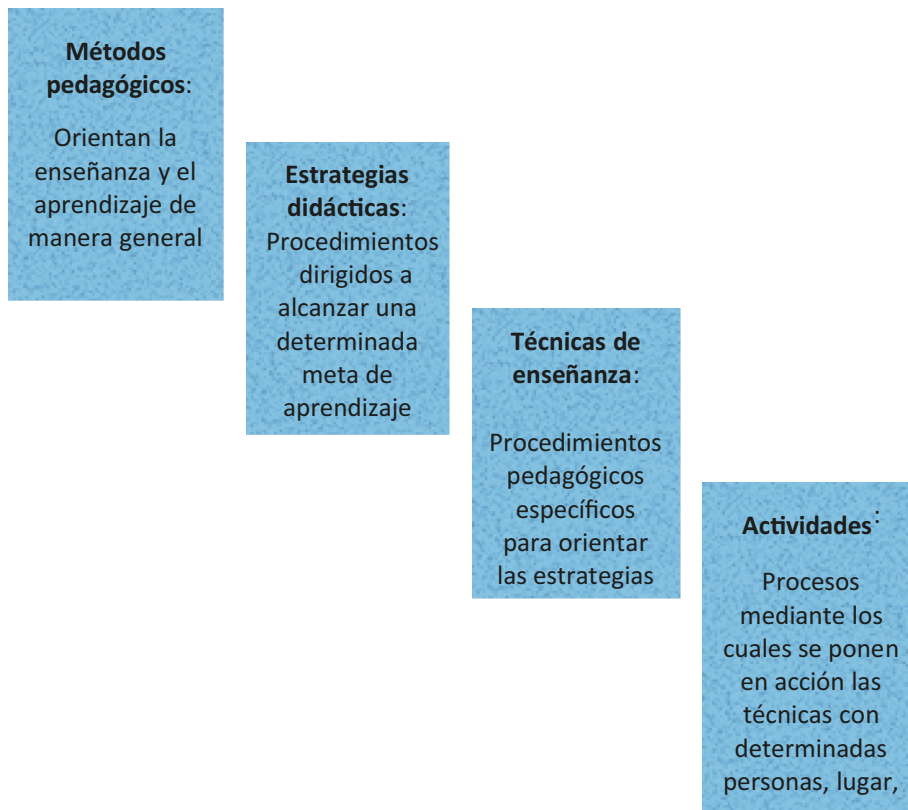 Métodos
pedagógicos:
Orientan la
enseñanza y el
aprendizaje de
manera general
Estrategias
didácticas:
Procedimientos
dirigidos a
alcanzar una
determinada
meta de
aprendizaje
Técnicas de
enseñanza:
Procedimientos
pedagógicos
específicos
para orientar
las estrategias
Actividades:
Procesos
mediante los
cuales se ponen
en acción las
técnicas con
determinadas
personas, lugar,